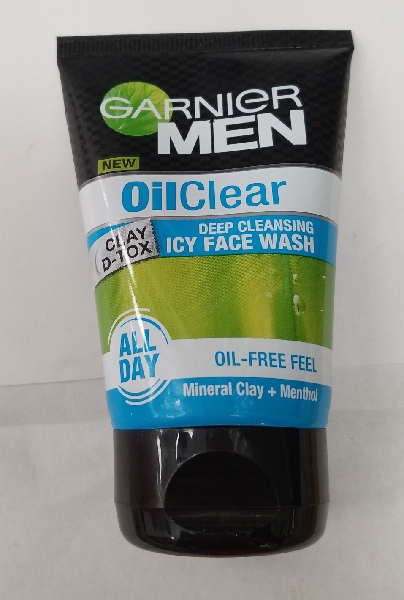 GARNIER
MEN
NEW
OilClear
CLAY
D-TOX
DEEP CLEANSING
ICY FACE WASH
ALL
DAY
OIL-FREE FEEL
Mineral Clay + Menthol